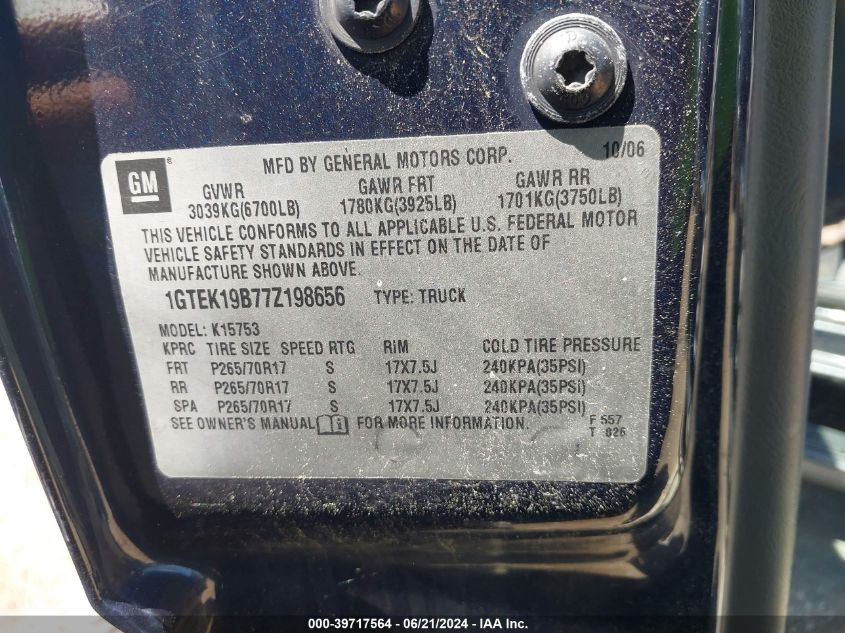 GM ®
MFD BY GENERAL MOTORS CORP. 10/06
GVWR GAWR FRT GAWR RR
3039KG(6700LB) 1780KG(3925LB) 1701KG(3750LB)
THIS VEHICLE CONFORMS TO ALL APPLICABLE U.S. FEDERAL MOTOR
VEHICLE SAFETY STANDARDS IN EFFECT ON THE DATE OF
MANUFACTURE SHOWN ABOVE.
1GTEK19B77Z198656 TYPE: TRUCK
MODEL: K15753
KPRC TIRE SIZE SPEED RTG RIM COLD TIRE PRESSURE
FRT P265/70R17 S 17X7.5J 240KPA(35PSI)
RR P265/70R17 S 17X7.5J 240KPA(35PSI)
SPA P265/70R17 S 17X7.5J 240KPA(35PSI)
SEE OWNER'S MANUAL FOR MORE INFORMATION.
F 557
T 826
000-39717564 - 06/21/2024 - IAA Inc.